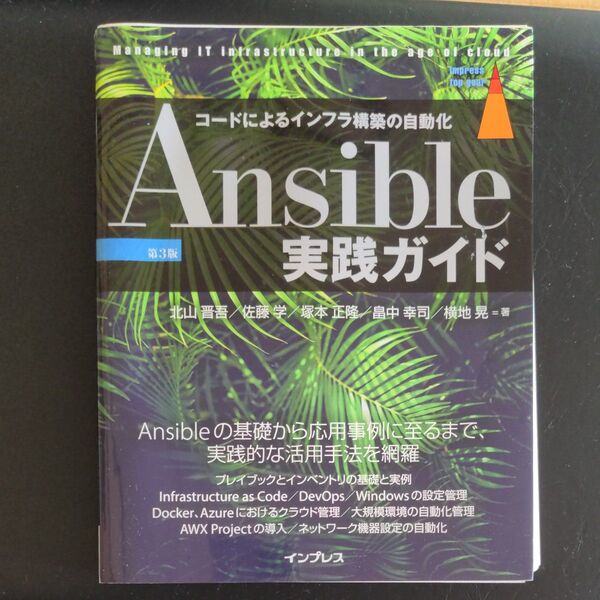 Managing IT infrastructure in the age of cloud
impress
top gear
コードによるインフラ構築の自動化
Ansible
第3版
実践ガイド
北山 晋吾／佐藤 学／塚本 正隆／畠中 幸司／横地 晃＝著
Ansibleの基礎から応用事例に至るまで、
実践的な活用手法を網羅
プレイブックとインベントリの基礎と実例
Infrastructure as Code／DevOps／Windowsの設定管理
Docker、Azureにおけるクラウド管理／大規模環境の自動化管理
AWX Projectの導入／ネットワーク機器設定の自動化
インプレス